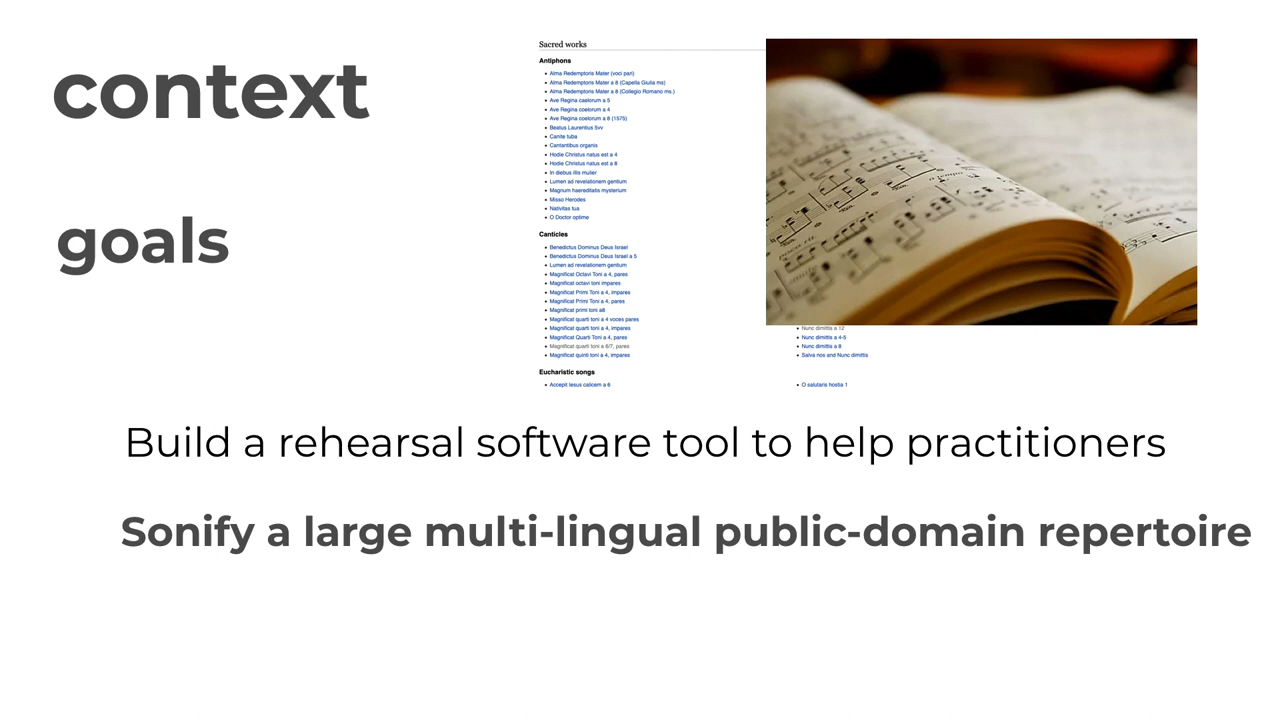 context
goals
Sacred works
Antiphons
Alma Redemptoris Mater (voci pari)
Alma Redemptoris Mater a 8 (Capella Giulia ms)
Alma Redemptoris Mater a 8 (Collegio Romano ms.)
Ave Regina caelorum a 5
Ave Regina coelorum a 4
Ave Regina coelorum a 8 (1575)
Beatus Laurentius 5vv
Canite tuba
Cantantibus organis
Hodie Christus natus est a 4
Hodie Christus natus est a 8
In diebus illis mulier
Lumen ad revelationem gentium
Magnum haereditatis mysterium
Misso Herodes
Nativitas tua
O Doctor optime
Canticles
Benedictus Dominus Deus Israel
Benedictus Dominus Deus Israel a 5
Lumen ad revelationem gentium
Magnificat Octavi Toni a 4, pares
Magnificat octavi toni impares
Magnificat Primi Toni a 4, impares
Magnificat Primi Toni a 4, pares
Magnificat primi toni a8
Magnificat quarti toni a 4 voces pares
Magnificat quarti toni a 4, impares
Magnificat Quarti Toni a 4, pares
Magnificat quarti toni a 6/7, pares
Magnificat quinti toni a 4, impares
Nunc dimittis a 12
Nunc dimittis a 4-5
Nunc dimittis a 8
Salva nos and Nunc dimittis
Eucharistic songs
Accepit Iesus calicem a 6
O salutaris hostia 1
Build a rehearsal software tool to help practitioners
Sonify a large multi-lingual public-domain repertoire